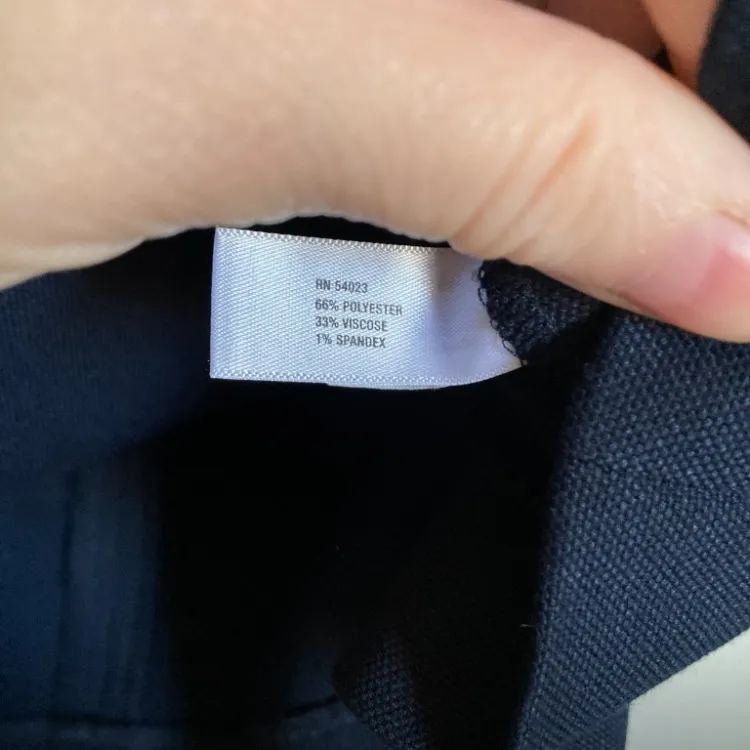 RN 54023
66% POLYESTER
33% VISCOSE
1% SPANDEX